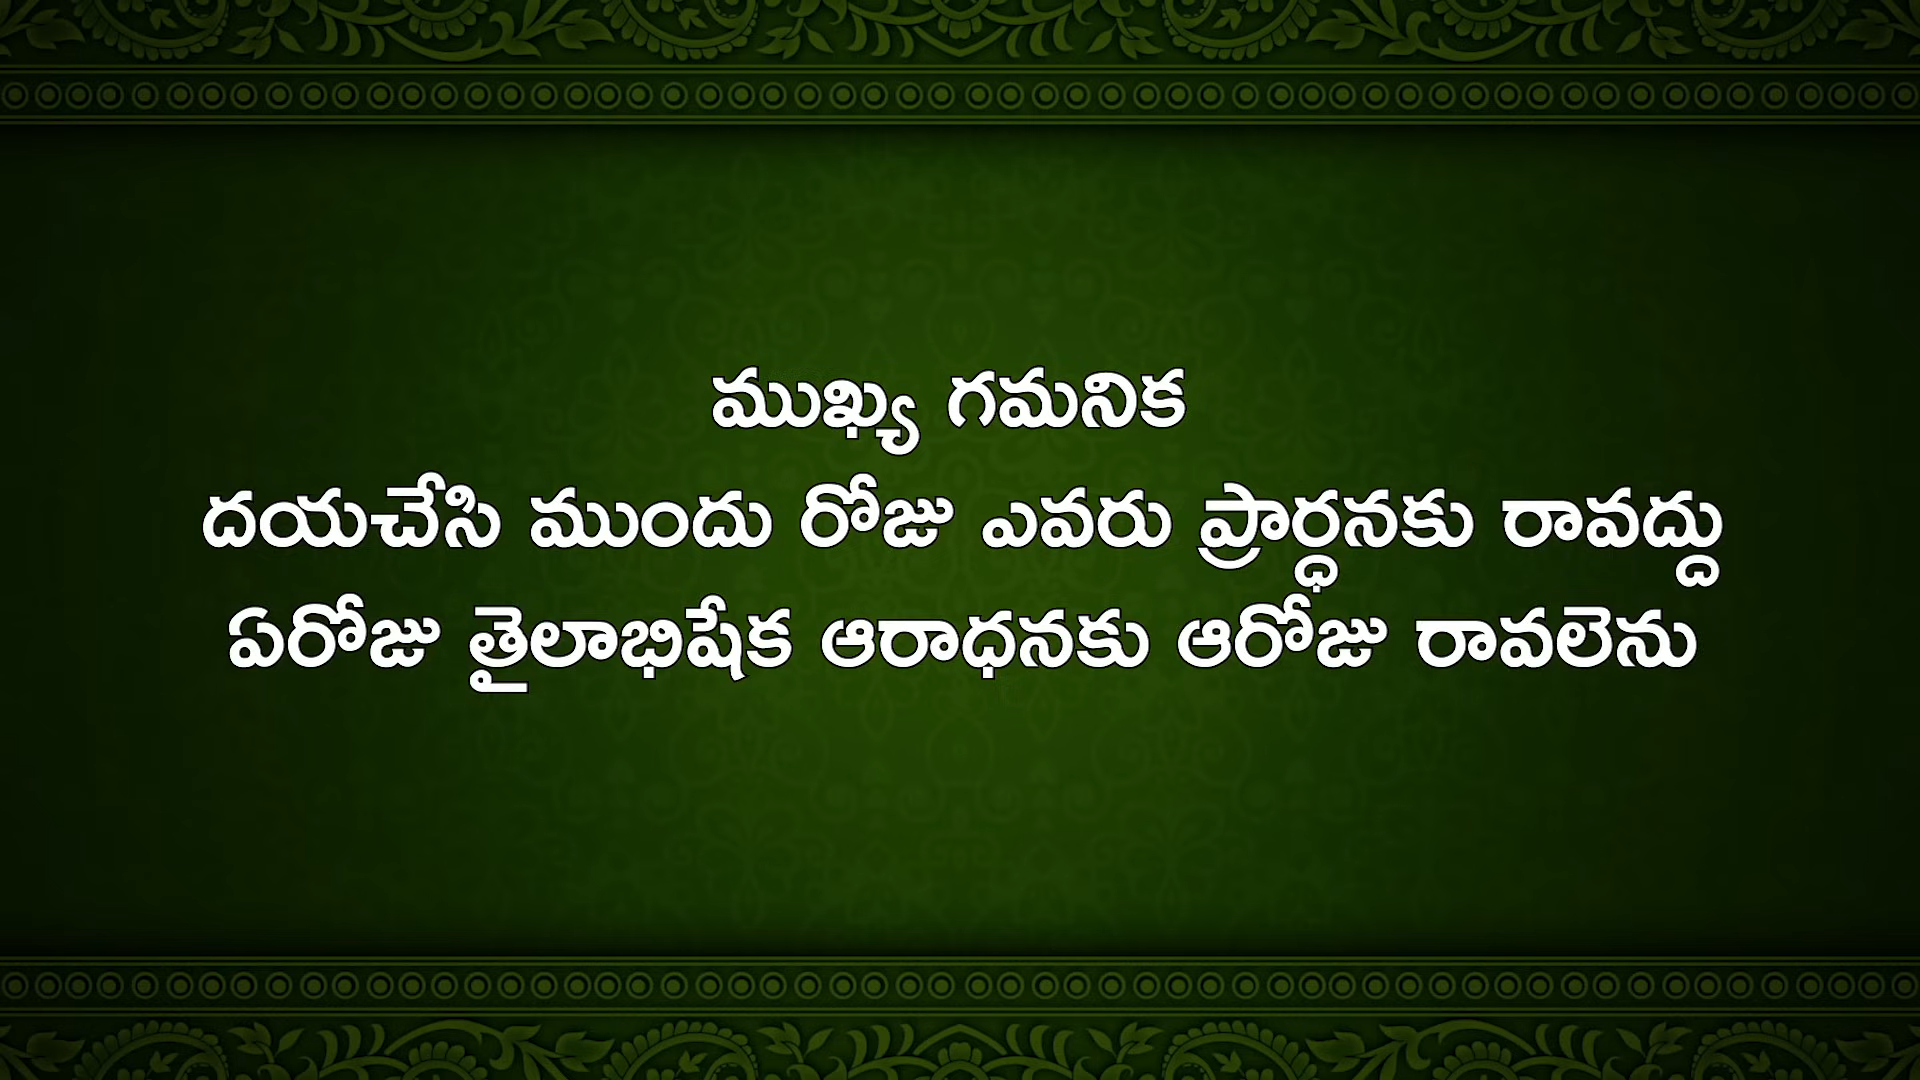 ముఖ్య గమనిక
దయచేసి ముందు రోజు ఎవరు ప్రార్ధనకు రావద్దు
ఏరోజు తైలాభిషేక ఆరాధనకు ఆరోజు రావలెను